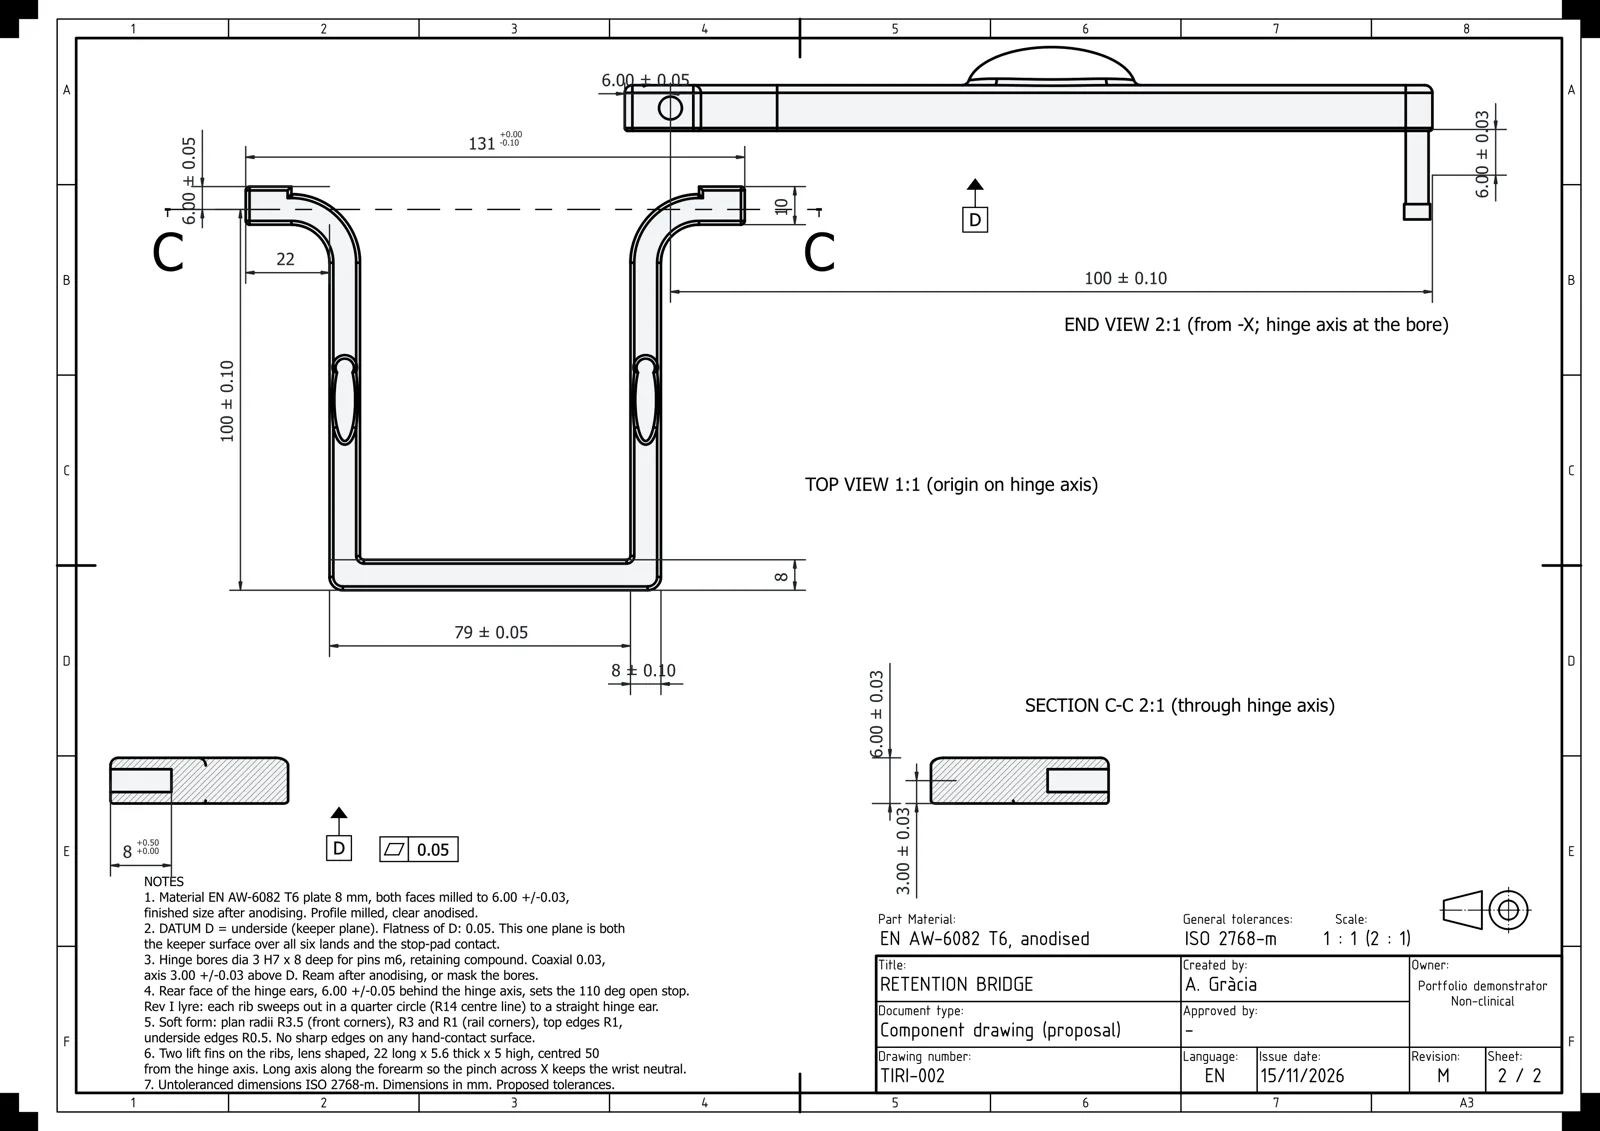 1 2 3 4 5 6 7 8
A A
B B
C C
D D
E E
F F
6.00 ± 0.05
131 +0.00 -0.10
6.00 ± 0.05
10
C C
22
6.00 ± 0.03
D
100 ± 0.10
END VIEW 2:1 (from -X; hinge axis at the bore)
100 ± 0.10
TOP VIEW 1:1 (origin on hinge axis)
8
79 ± 0.05
8 ± 0.10
6.00 ± 0.03
SECTION C-C 2:1 (through hinge axis)
3.00 ± 0.03
8 +0.50 +0.00
D
0.05
NOTES
1. Material EN AW-6082 T6 plate 8 mm, both faces milled to 6.00 +/-0.03,
finished size after anodising. Profile milled, clear anodised.
2. DATUM D = underside (keeper plane). Flatness of D: 0.05. This one plane is both
the keeper surface over all six lands and the stop-pad contact.
3. Hinge bores dia 3 H7 x 8 deep for pins m6, retaining compound. Coaxial 0.03,
axis 3.00 +/-0.03 above D. Ream after anodising, or mask the bores.
4. Rear face of the hinge ears, 6.00 +/-0.05 behind the hinge axis, sets the 110 deg open stop.
Rev I lyre: each rib sweeps out in a quarter circle (R14 centre line) to a straight hinge ear.
5. Soft form: plan radii R3.5 (front corners), R3 and R1 (rail corners), top edges R1,
underside edges R0.5. No sharp edges on any hand-contact surface.
6. Two lift fins on the ribs, lens shaped, 22 long x 5.6 thick x 5 high, centred 50
from the hinge axis. Long axis along the forearm so the pinch across X keeps the wrist neutral.
7. Untoleranced dimensions ISO 2768-m. Dimensions in mm. Proposed tolerances.
Part Material:
EN AW-6082 T6, anodised
General tolerances:
ISO 2768-m
Scale:
1 : 1 (2 : 1)
Title:
RETENTION BRIDGE
Created by:
A. Gràcia
Owner:
Portfolio demonstrator
Non-clinical
Document type:
Component drawing (proposal)
Approved by:
-
Drawing number:
TIRI-002
Language:
EN
Issue date:
15/11/2026
Revision:
M
Sheet:
2 / 2
1 2 3 4 5 6 7 A3